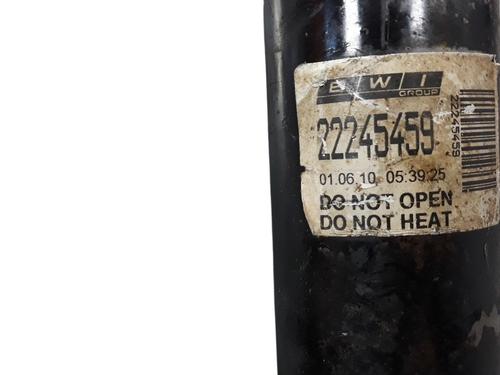 BWI
GROUP
22245459
01.06.10 05:39:25
DO NOT OPEN
DO NOT HEAT
22245459